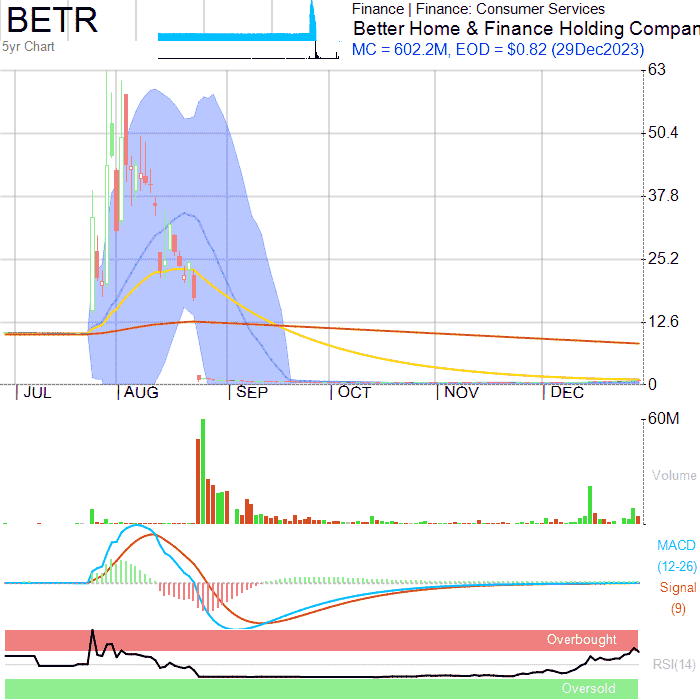 BETR
5yr Chart
Finance | Finance: Consumer Services
Better Home & Finance Holding Compan
MC = 602.2M, EOD = $0.82 (29Dec2023)
63
50.4
37.8
25.2
12.6
0
JUL AUG SEP OCT NOV DEC
60M
Volume
MACD
(12-26)
Signal
(9)
Overbought
RSI(14)
Oversold